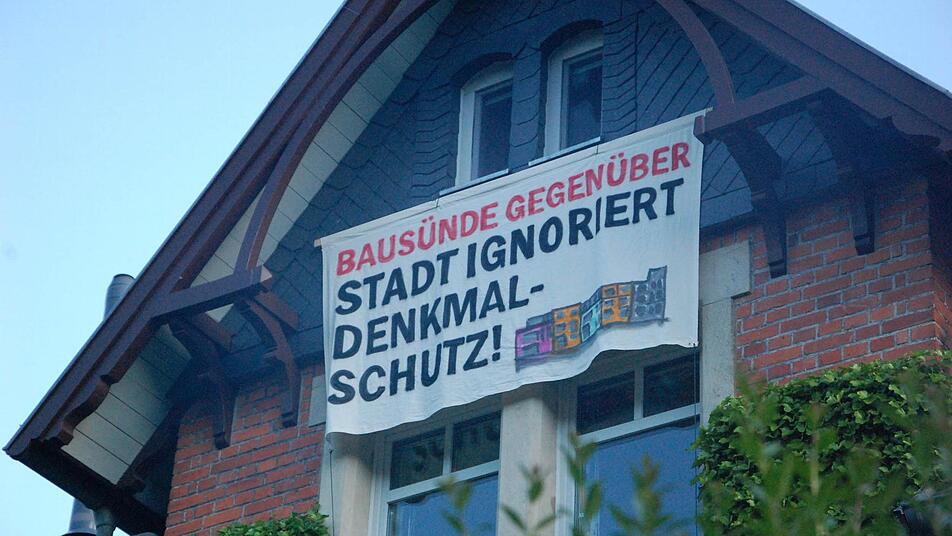 BAUSÜNDE GEGENÜBER
STADT IGNORIERT
DENKMAL-
SCHUTZ!